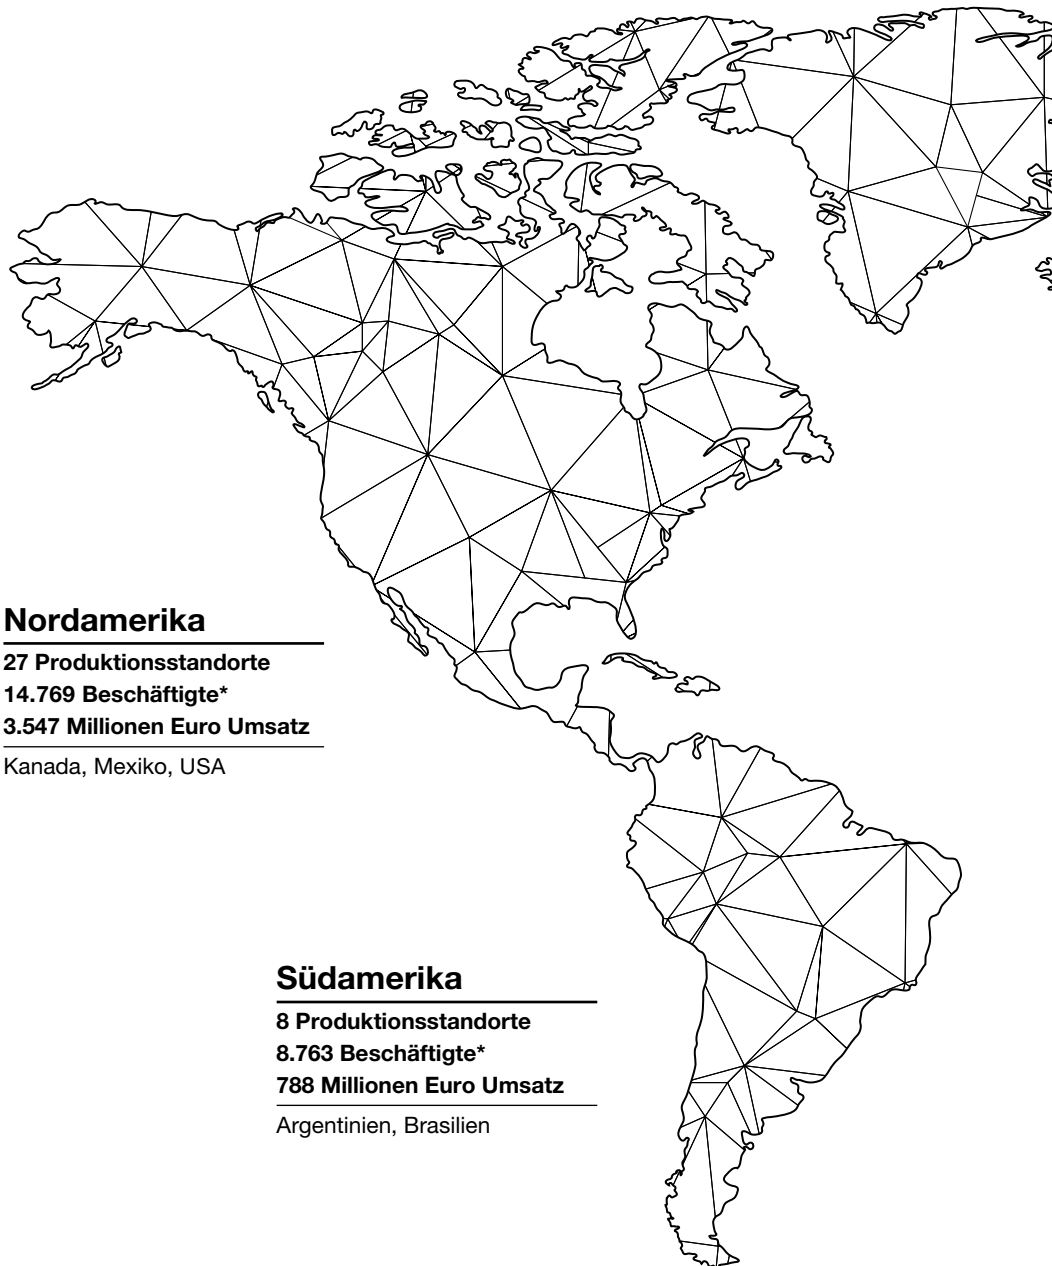 Nordamerika
27 Produktionsstandorte
14.769 Beschäftigte*
3.547 Millionen Euro Umsatz
Kanada, Mexiko, USA
Südamerika
8 Produktionsstandorte
8.763 Beschäftigte*
788 Millionen Euro Umsatz
Argentinien, Brasilien